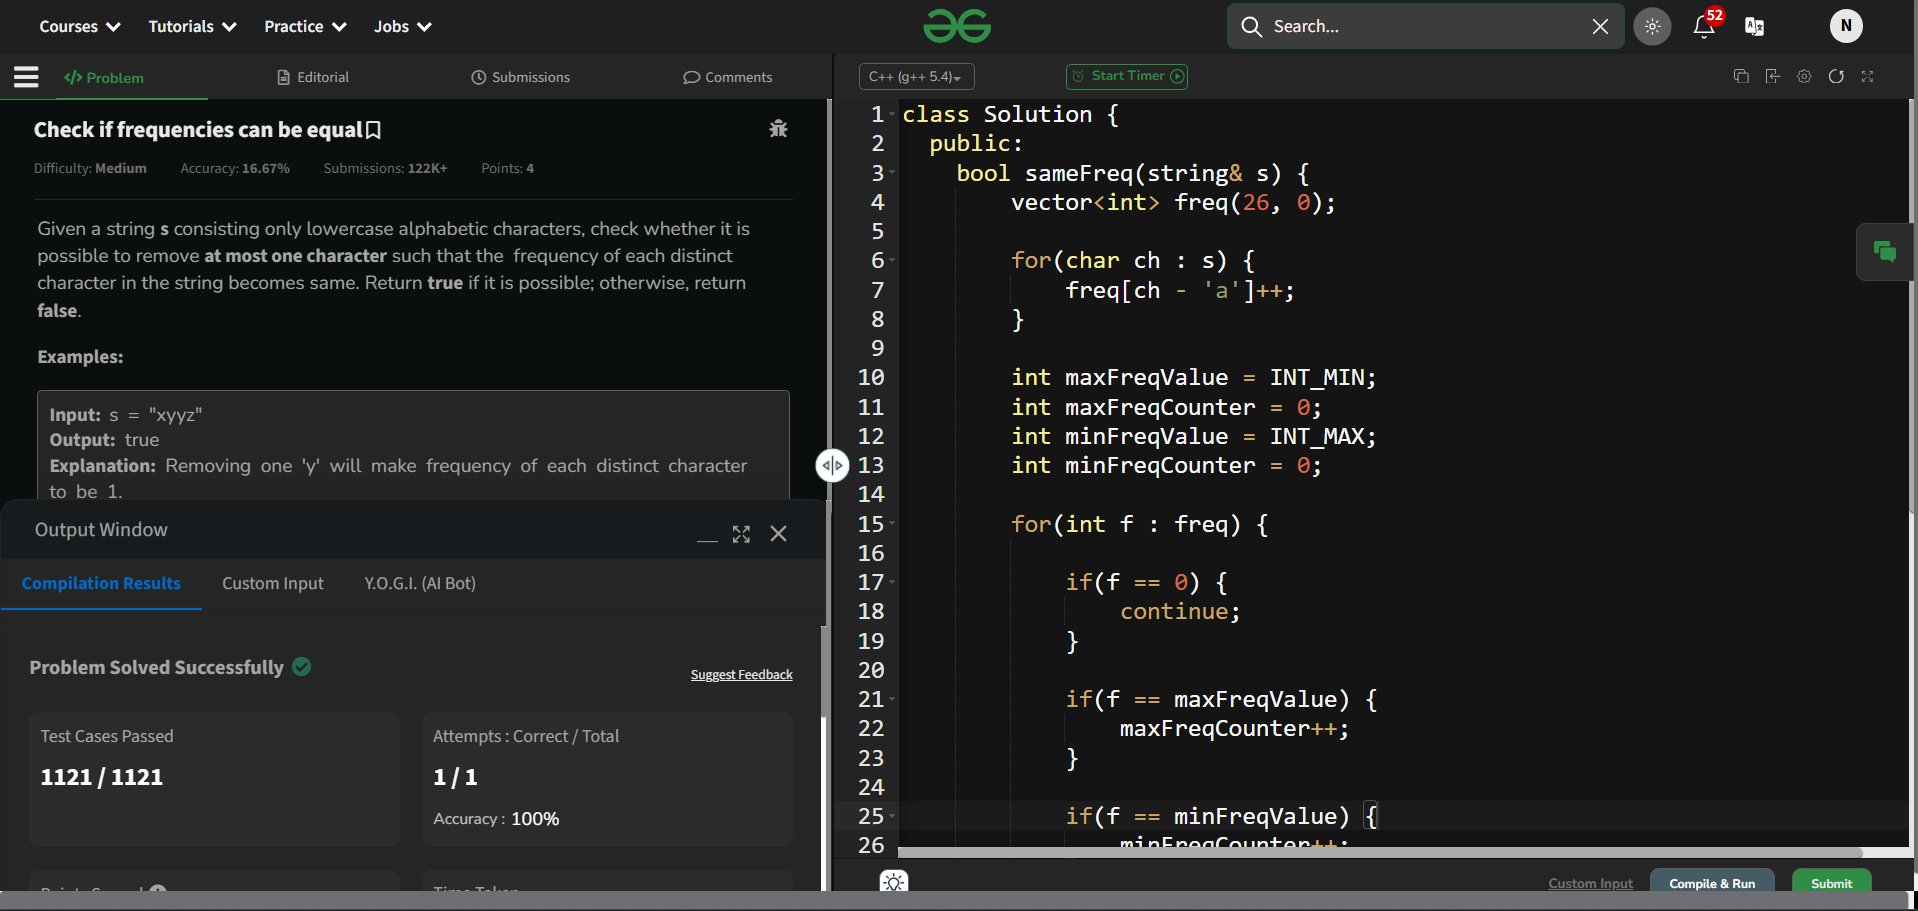 Courses Tutorials Practice Jobs
Search...
52
N
</> Problem Editorial Submissions Comments
C++ (g++ 5.4)
Start Timer
Check if frequencies can be equal
Difficulty: Medium Accuracy: 16.67% Submissions: 122K+ Points: 4
Given a string s consisting only lowercase alphabetic characters, check whether it is
possible to remove at most one character such that the frequency of each distinct
character in the string becomes same. Return true if it is possible; otherwise, return
false.
Examples:
Input: s = "xyyz"
Output: true
Explanation: Removing one 'y' will make frequency of each distinct character
to be 1.
Output Window
Compilation Results Custom Input Y.O.G.I. (AI Bot)
Problem Solved Successfully
Suggest Feedback
Test Cases Passed
1121 / 1121
Attempts : Correct / Total
1 / 1
Accuracy : 100%
Time Taken
1 class Solution {
2 public:
3 bool sameFreq(string& s) {
4 vector<int> freq(26, 0);
5
6 for(char ch : s) {
7 freq[ch - 'a']++;
8 }
9
10 int maxFreqValue = INT_MIN;
11 int maxFreqCounter = 0;
12 int minFreqValue = INT_MAX;
13 int minFreqCounter = 0;
14
15 for(int f : freq) {
16
17 if(f == 0) {
18 continue;
19 }
20
21 if(f == maxFreqValue) {
22 maxFreqCounter++;
23 }
24
25 if(f == minFreqValue) {
26 minFreqCounter++;
Custom Input Compile & Run Submit